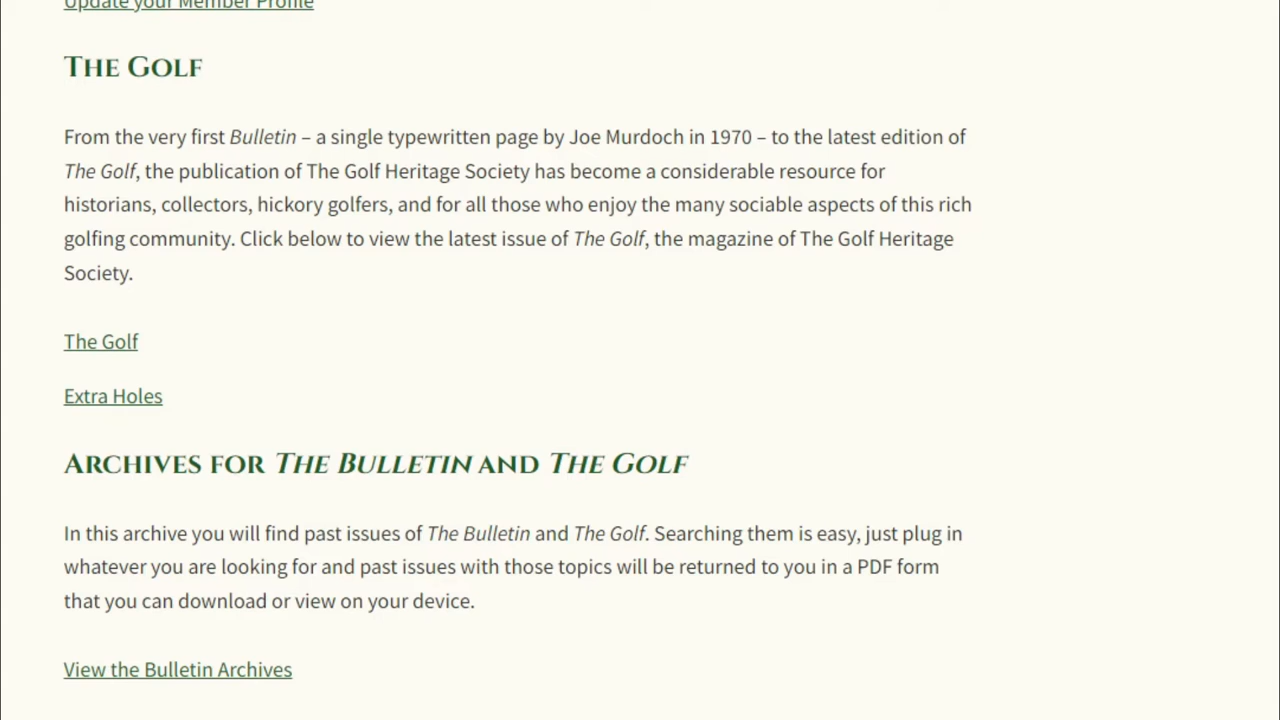 Update your Member Profile
The Golf
From the very first Bulletin – a single typewritten page by Joe Murdoch in 1970 – to the latest edition of
The Golf, the publication of The Golf Heritage Society has become a considerable resource for
historians, collectors, hickory golfers, and for all those who enjoy the many sociable aspects of this rich
golfing community. Click below to view the latest issue of The Golf, the magazine of The Golf Heritage
Society.
The Golf
Extra Holes
Archives for The Bulletin and The Golf
In this archive you will find past issues of The Bulletin and The Golf. Searching them is easy, just plug in
whatever you are looking for and past issues with those topics will be returned to you in a PDF form
that you can download or view on your device.
View the Bulletin Archives